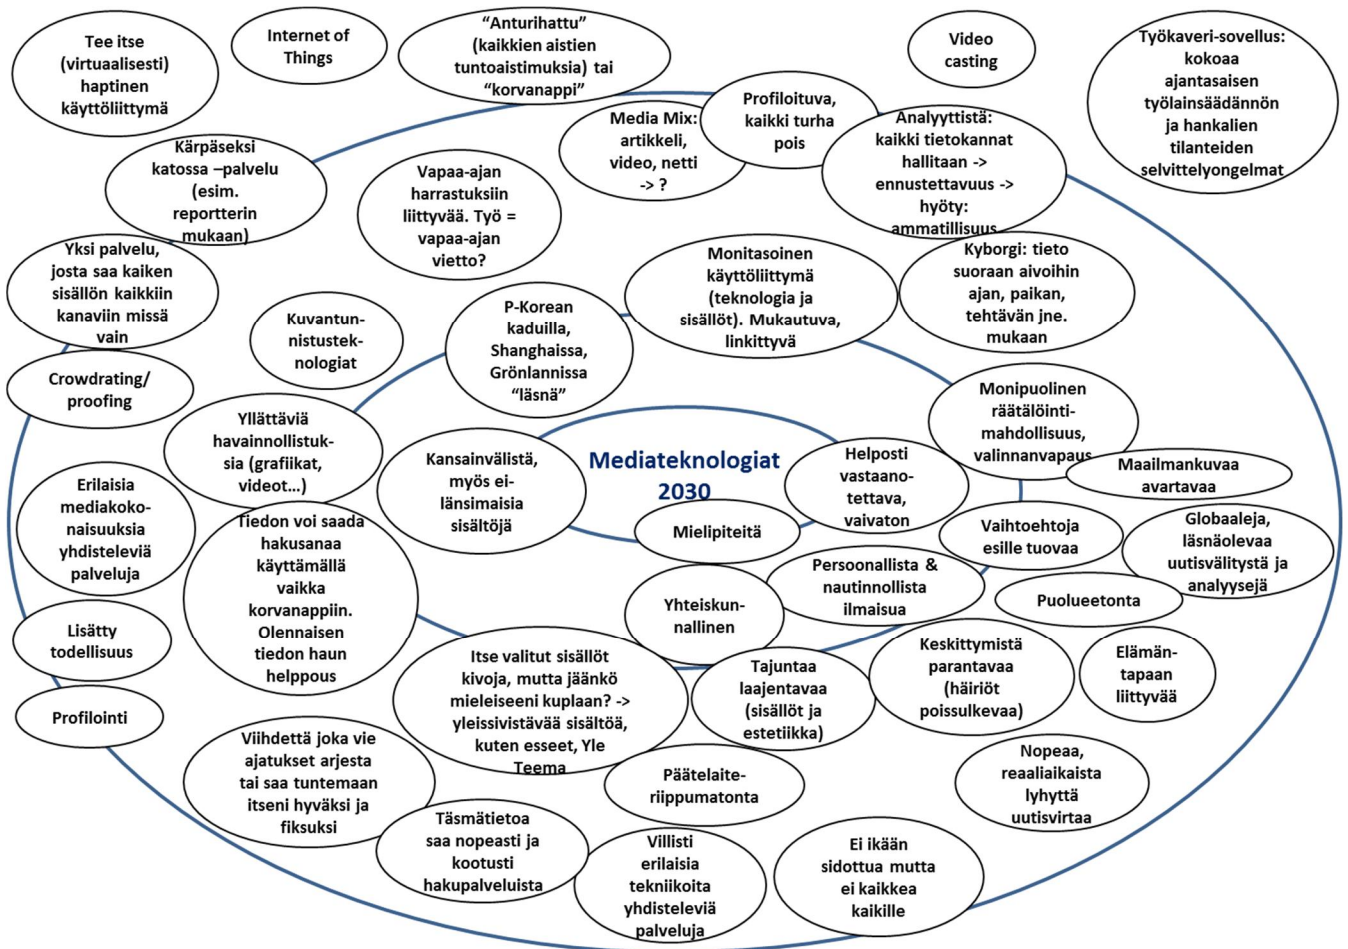 Tee itse
(virtuaalisesti)
haptinen
käyttöliittymä
Internet of
Things
“Anturihattu”
(kaikkien aistien
tuntoaistimuksia) tai
“korvanappi”
Video
casting
Työkaveri-sovellus:
kokoaa
ajantasaisen
työlainsäädännön
ja hankalien
tilanteiden
selvittelyongelmat
Kärpäseksi
katossa –palvelu
(esim.
reportterin
mukaan)
Vapaa-ajan
harrastuksiin
liittyvää. Työ =
vapaa-ajan
vietto?
Media Mix:
artikkeli,
video, netti
-> ?
Profiloituva,
kaikki turha
pois
Analyyttistä:
kaikki tietokannat
hallitaan ->
ennustettavuus ->
hyöty:
ammatillisuus
Yksi palvelu,
josta saa kaiken
sisällön kaikkiin
kanaviin missä
vain
Kuvantun-
nistustek-
nologiat
P-Korean
kaduilla,
Shanghaissa,
Grönlannissa
“läsnä”
Monitasoinen
käyttöliittymä
(teknologia ja
sisällöt). Mukautuva,
linkittyvä
Kyborgi: tieto
suoraan aivoihin
ajan, paikan,
tehtävän jne.
mukaan
Crowdrating/
proofing
Yllättäviä
havainnollistuk-
sia (grafiikat,
videot…)
Kansainvälistä,
myös ei-
länsimaisia
sisältöjä
Mediateknologiat
2030
Helposti
vastaano-
tettava,
vaivaton
Monipuolinen
räätälöinti-
mahdollisuus,
valinnanvapaus
Maailmankuvaa
avartavaa
Erilaisia
mediakoko-
naisuuksia
yhdisteleviä
palveluja
Tiedon voi saada
hakusanaa
käyttämällä
vaikka
korvanappiin.
Olennaisen
tiedon haun
helppous
Mielipiteitä
Vaihtoehtoja
esille tuovaa
Globaaleja,
läsnäolevaa
uutisvälitystä ja
analyysejä
Yhteiskun-
nallinen
Persoonallista &
nautinnollista
ilmaisua
Puolueetonta
Lisätty
todellisuus
Itse valitut sisällöt
kivoja, mutta jäänkö
mieleiseeni kuplaan? ->
yleissivistävää sisältöä,
kuten esseet, Yle
Teema
Tajuntaa
laajentavaa
(sisällöt ja
estetiikka)
Keskittymistä
parantavaa
(häiriöt
poissulkevaa)
Elämän-
tapaan
liittyvää
Profilointi
Viihdettä joka vie
ajatukset arjesta
tai saa tuntemaan
itseni hyväksi ja
fiksuksi
Päätelaite-
riippumatonta
Nopeaa,
reaaliaikaista
lyhyttä
uutisvirtaa
Täsmätietoa
saa nopeasti ja
kootusti
hakupalveluista
Villisti
erilaisia
tekniikoita
yhdisteleviä
palveluja
Ei ikään
sidottua mutta
ei kaikkea
kaikille